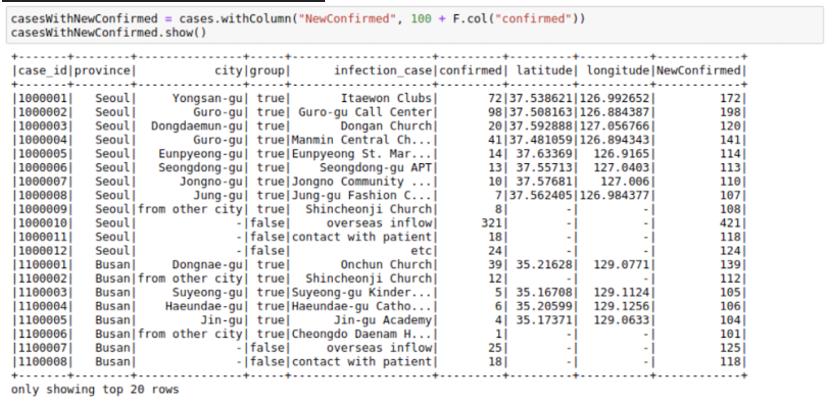 casesWithNewConfirmed = cases.withColumn("NewConfirmed", 100 + F.col("confirmed"))
casesWithNewConfirmed.show()
+-------+--------+---------------+-----+--------------------+---------+---------+----------+------------+
|case_id|province|           city|group|      infection_case|confirmed| latitude| longitude|NewConfirmed|
+-------+--------+---------------+-----+--------------------+---------+---------+----------+------------+
|1000001|   Seoul|     Yongsan-gu| true|       Itaewon Clubs|       72|37.538621|126.992652|         172|
|1000002|   Seoul|        Guro-gu| true| Guro-gu Call Center|       98|37.508163|126.884387|         198|
|1000003|   Seoul|  Dongdaemun-gu| true|       Dongan Church|       20|37.592888|127.056766|         120|
|1000004|   Seoul|        Guro-gu| true|Manmin Central Ch...|       41|37.481059|126.894343|         141|
|1000005|   Seoul|   Eunpyeong-gu| true|Eunpyeong St. Mar...|       14| 37.63369|  126.9165|         114|
|1000006|   Seoul|   Seongdong-gu| true|    Seongdong-gu APT|       13| 37.55713|  127.0403|         113|
|1000007|   Seoul|      Jongno-gu| true|Jongno Community ...|       10| 37.57681|   127.006|         110|
|1000008|   Seoul|        Jung-gu| true|Jung-gu Fashion C...|        7|37.562405|126.984377|         107|
|1000009|   Seoul|from other city| true|  Shincheonji Church|        8|        -|         -|         108|
|1000010|   Seoul|              -|false|     overseas inflow|      321|        -|         -|         421|
|1000011|   Seoul|              -|false|contact with patient|       18|        -|         -|         118|
|1000012|   Seoul|              -|false|                 etc|       24|        -|         -|         124|
|1100001|   Busan|     Dongnae-gu| true|       Onchun Church|       39| 35.21628|  129.0771|         139|
|1100002|   Busan|from other city| true|  Shincheonji Church|       12|        -|         -|         112|
|1100003|   Busan|     Suyeong-gu| true|Suyeong-gu Kinder...|        5| 35.16708|  129.1124|         105|
|1100004|   Busan|    Haeundae-gu| true|Haeundae-gu Catho...|        6| 35.20599|  129.1256|         106|
|1100005|   Busan|         Jin-gu| true|      Jin-gu Academy|        4| 35.17371|  129.0633|         104|
|1100006|   Busan|from other city| true|Cheongdo Daenam H...|        1|        -|         -|         101|
|1100007|   Busan|              -|false|     overseas inflow|       25|        -|         -|         125|
|1100008|   Busan|              -|false|contact with patient|       18|        -|         -|         118|
+-------+--------+---------------+-----+--------------------+---------+---------+----------+------------+
only showing top 20 rows